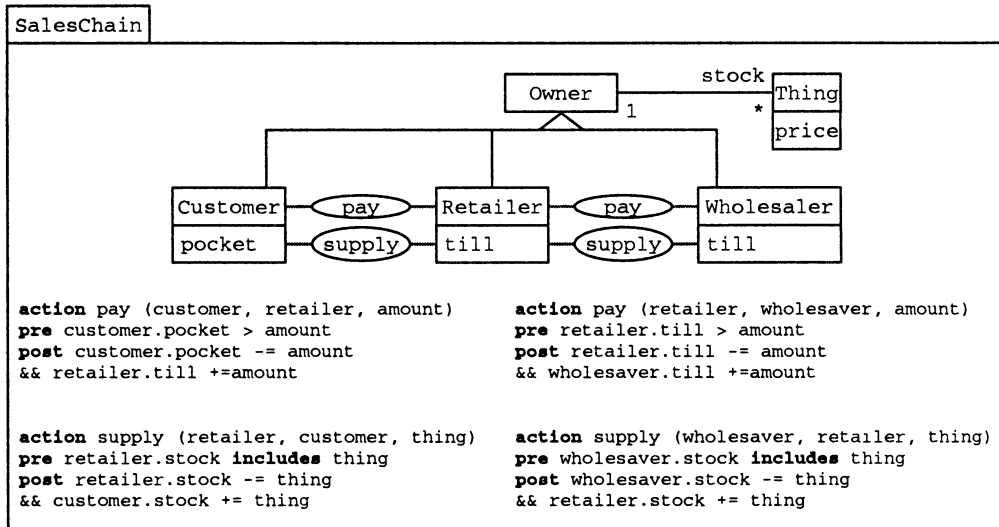 SalesChain
stock
Owner
Thing
1
*
price
Customer
pay
Retailer
pay
Wholesaler
pocket
supply
till
supply
till
action pay (customer, retailer, amount)
pre customer.pocket > amount
post customer.pocket -= amount
&& retailer.till +=amount
action pay (retailer, wholesaver, amount)
pre retailer.till > amount
post retailer.till -= amount
&& wholesaver.till +=amount
action supply (retailer, customer, thing)
pre retailer.stock includes thing
post retailer.stock -= thing
&& customer.stock += thing
action supply (wholesaver, retailer, thing)
pre wholesaver.stock includes thing
post wholesaver.stock -= thing
&& retailer.stock += thing